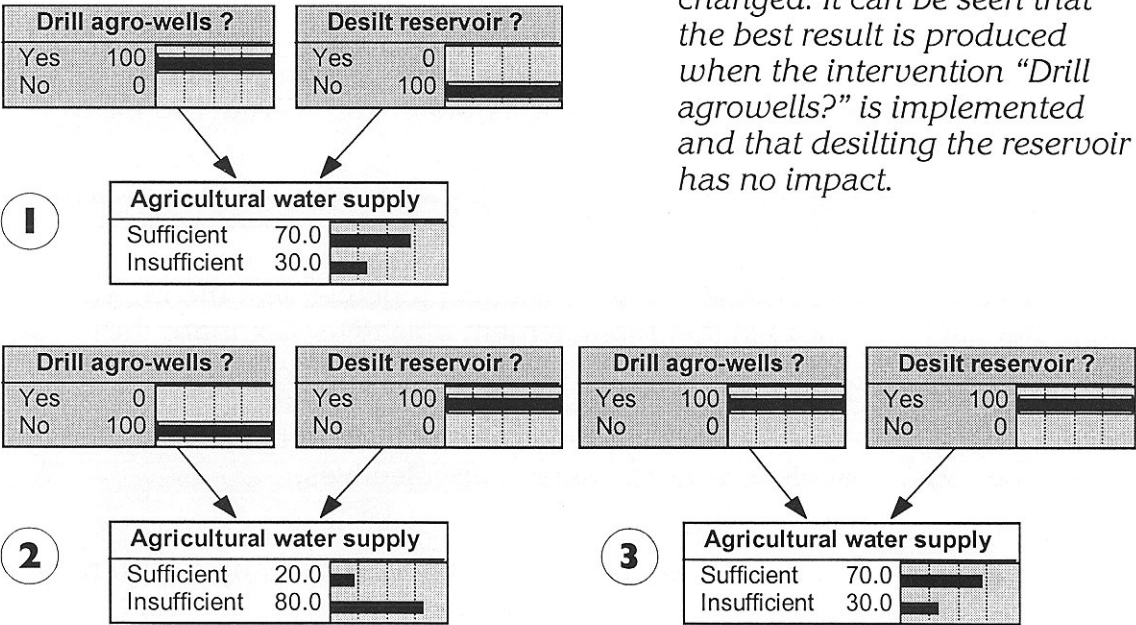 changed. It can be seen that
the best result is produced
when the intervention “Drill
agrowells?” is implemented
and that desilting the reservoir
has no impact.
Drill agro-wells ?
Yes 100
No 0
Desilt reservoir ?
Yes 0
No 100
1
Agricultural water supply
Sufficient 70.0
Insufficient 30.0
Drill agro-wells ?
Yes 0
No 100
Desilt reservoir ?
Yes 100
No 0
2
Agricultural water supply
Sufficient 20.0
Insufficient 80.0
Drill agro-wells ?
Yes 100
No 0
Desilt reservoir ?
Yes 100
No 0
3
Agricultural water supply
Sufficient 70.0
Insufficient 30.0